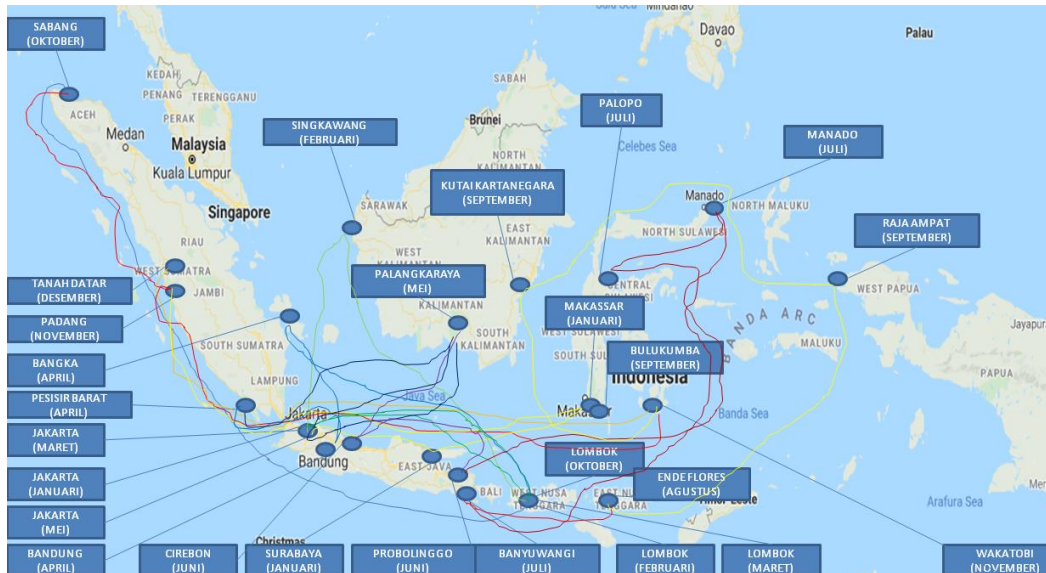 SABANG
(OKTOBER)
Palau
Davao
KEDAH
PENANG
TERENGGANU
PERAK
SABAH
ACEH
Medan
Malaysia
Kuala Lumpur
SINGKAWANG
(FEBRUARI)
Brunei
PALOPO
(JULI)
MANADO
(JULI)
Celebes Sea
NORTH
KALIMANTAN
KUTAI KARTANEGARA
(SEPTEMBER)
Singapore
SARAWAK
Manado
NORTH MALUKU
NORTH SULAWESI
RAJA AMPAT
(SEPTEMBER)
RIAU
WEST
KALIMANTAN
EAST
KALIMANTAN
PALANGKARAYA
(MEI)
WEST SUMATRA
JAMBI
TANAH DATAR
(DESEMBER)
CENTRAL
SULAWESI
WEST PAPUA
MAKASSAR
(JANUARI)
PADANG
(NOVEMBER)
KALIMANTAN
SOUTH
KALIMANTAN
WEST SULAWESI
SOUTH SUMATRA
BANDA ARC
MALUKU
Jayapura
BANGKA
(APRIL)
BULUKUMBA
(SEPTEMBER)
Indonesia
PAPUA
LAMPUNG
Java Sea
PESISIR BARAT
(APRIL)
Jakarta
Banda Sea
JAKARTA
(MARET)
Bandung
EAST JAVA
BALI
WEST NUSA
TENGGARA
LOMBOK
(OKTOBER)
ENDE FLORES
(AGUSTUS)
JAKARTA
(JANUARI)
Arafura Sea
JAKARTA
(MEI)
Christmas
BANDUNG
(APRIL)
CIREBON
(JUNI)
SURABAYA
(JANUARI)
PROBOLINGGO
(JUNI)
BANYUWANGI
(JULI)
LOMBOK
(FEBRUARI)
LOMBOK
(MARET)
WAKATOBI
(NOVEMBER)